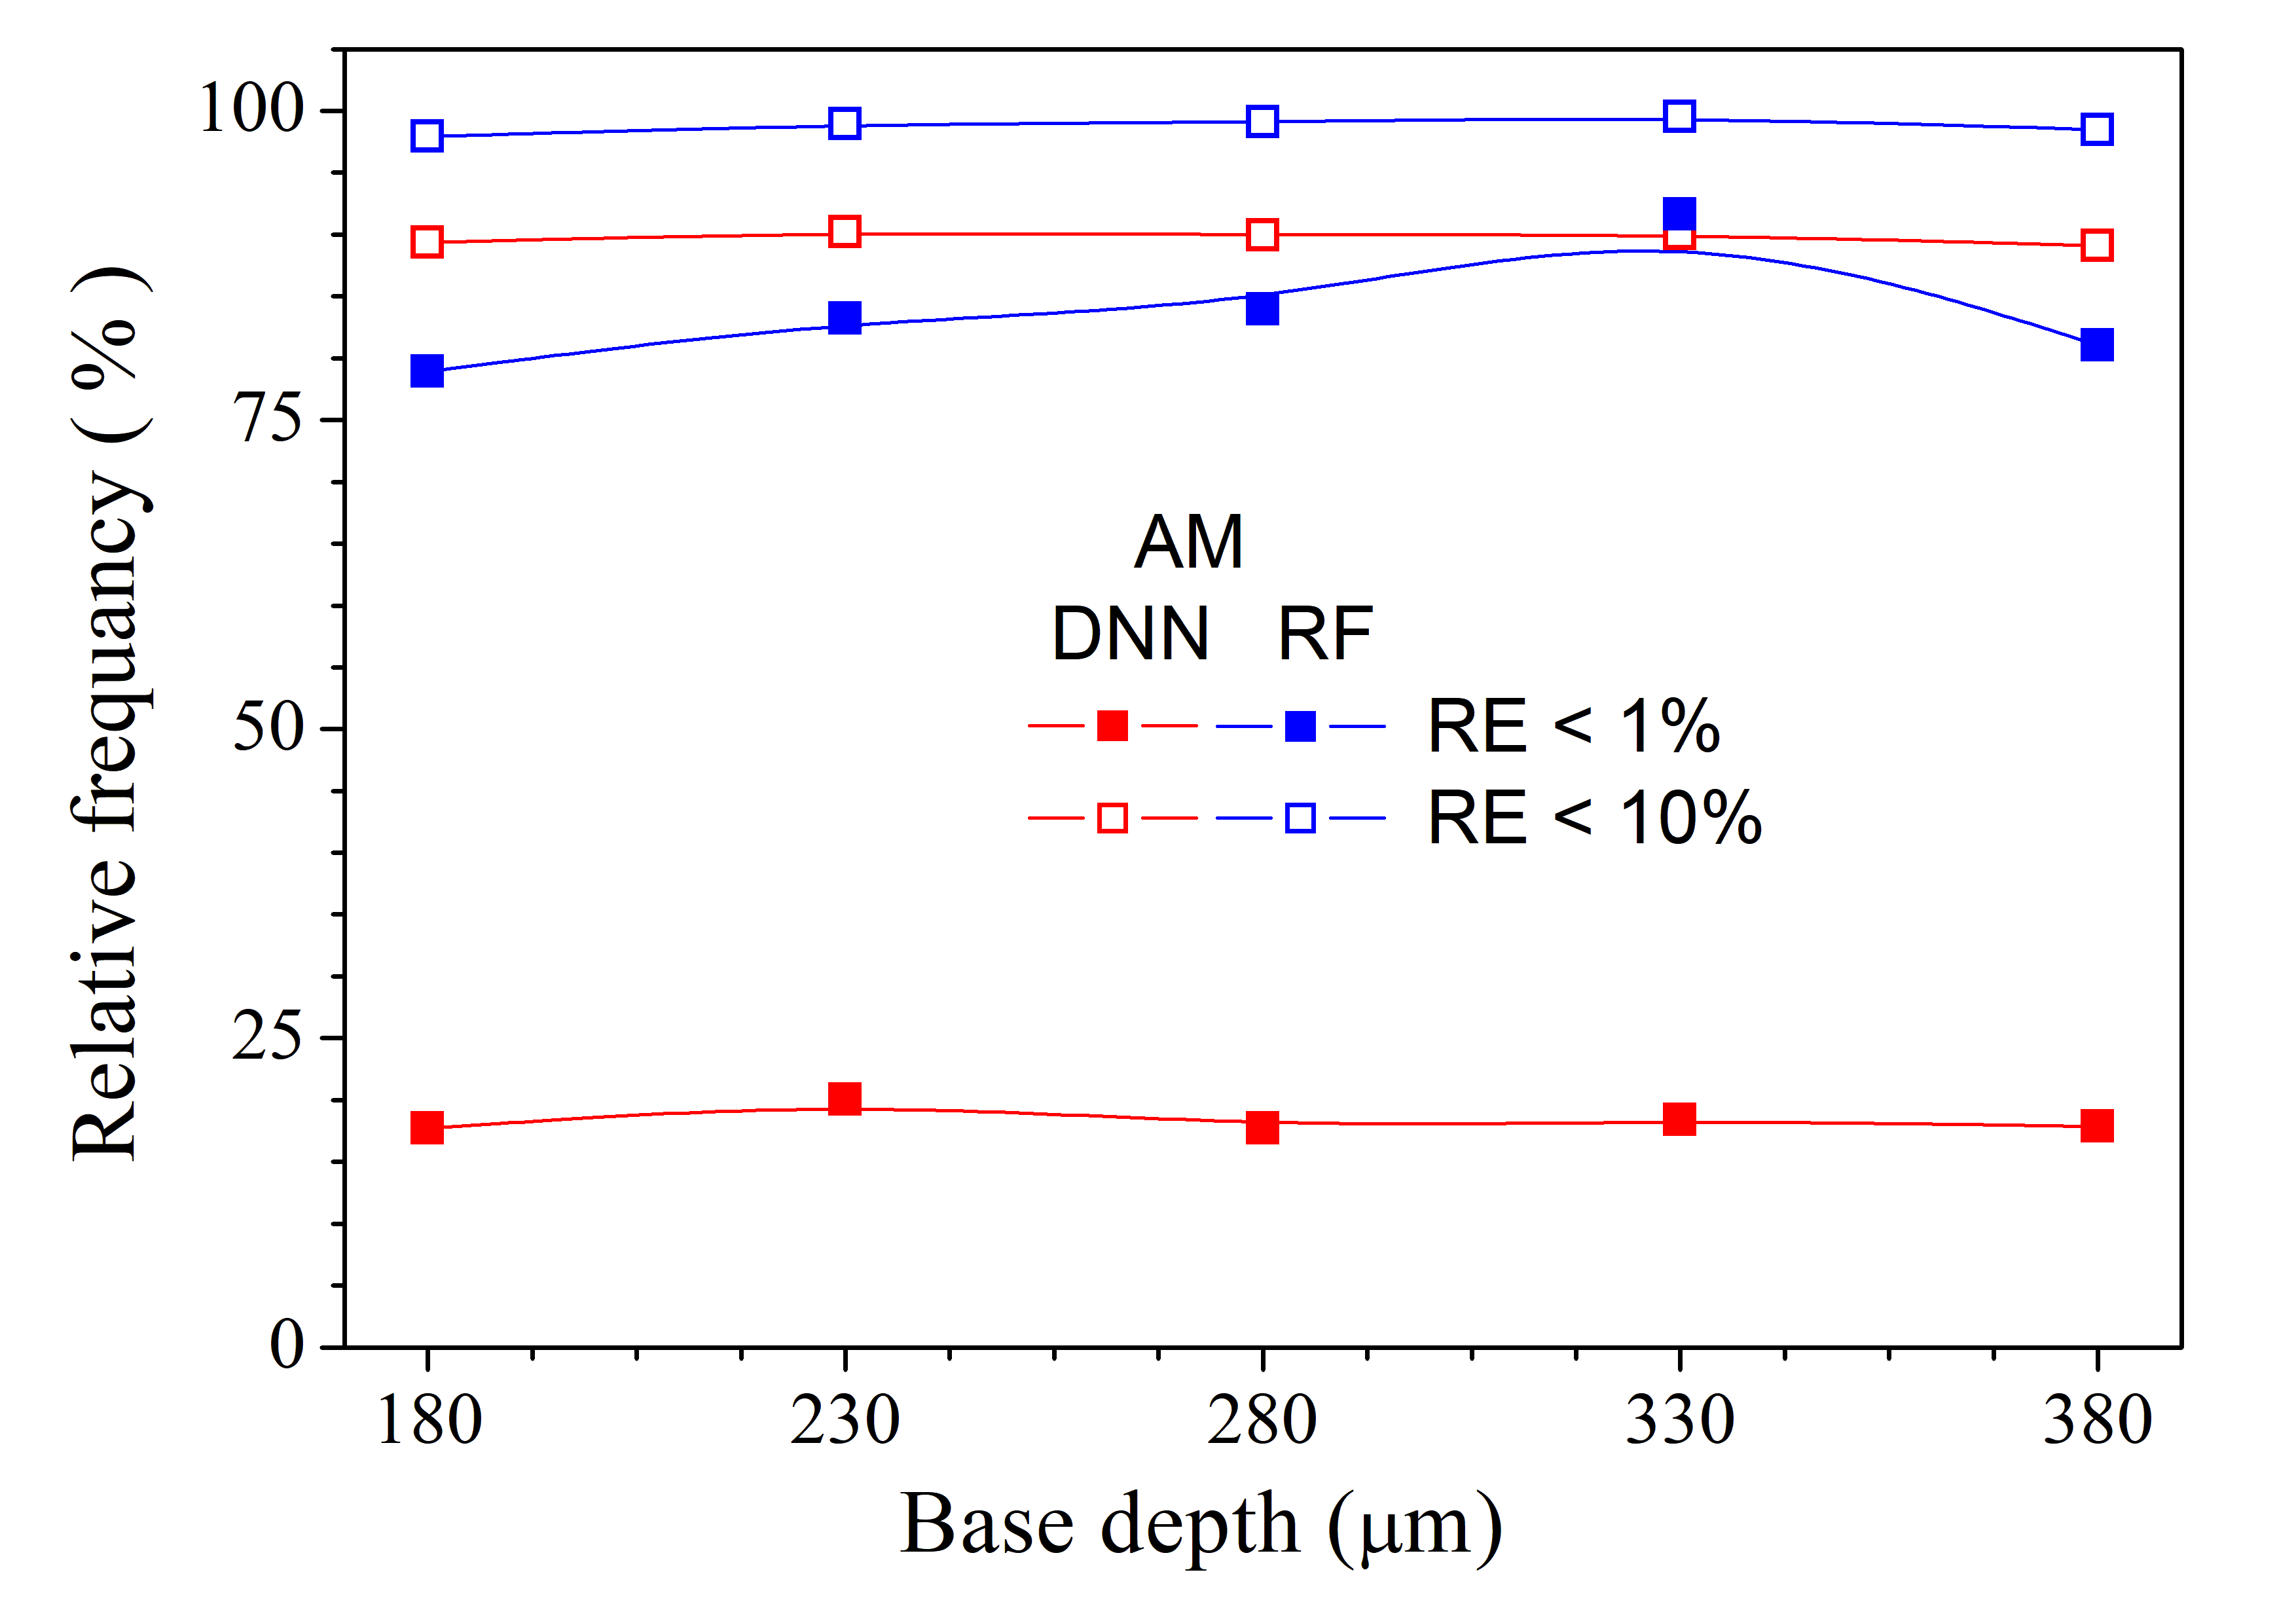 Relative frequancy ( % )
100
75
50
25
0
AM
DNN RF
RE < 1%
RE < 10%
180 230 280 330 380
Base depth (μm)